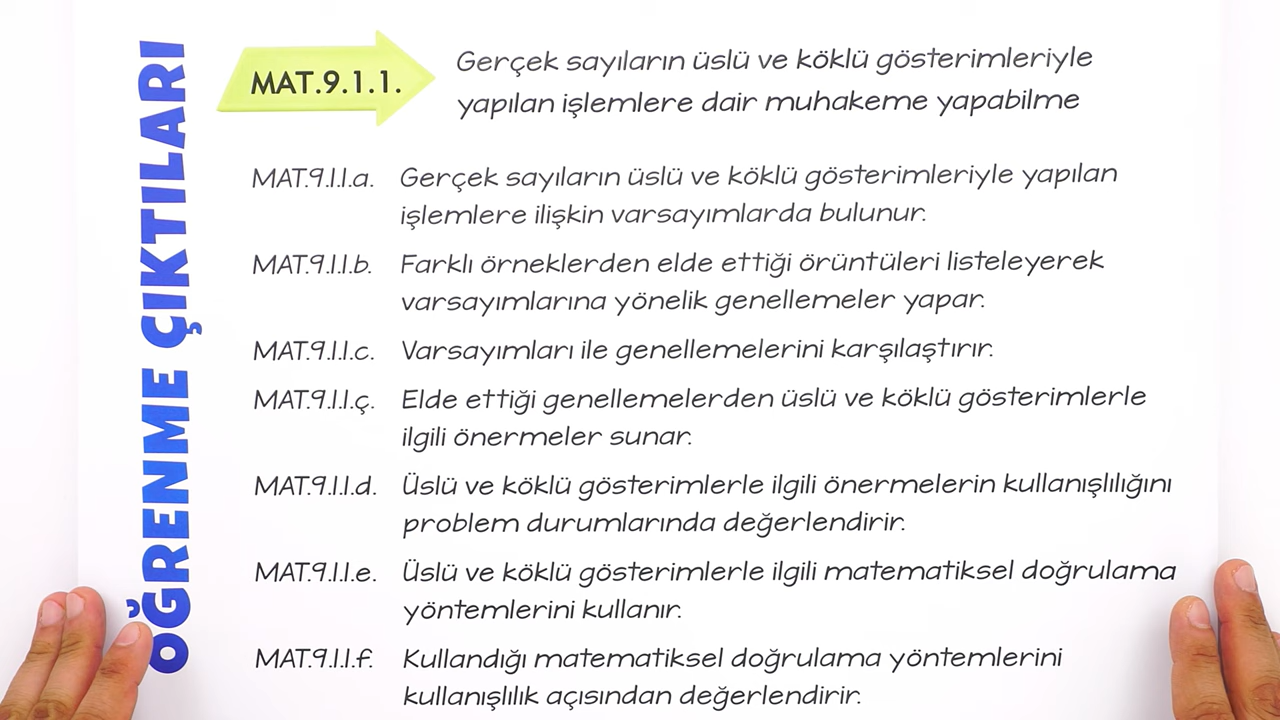 ÖĞRENME ÇIKTILARI
MAT.9.1.1.
Gerçek sayıların üslü ve köklü gösterimleriyle
yapılan işlemlere dair muhakeme yapabilme
MAT.9.1.1.a. Gerçek sayıların üslü ve köklü gösterimleriyle yapılan
işlemlere ilişkin varsayımlarda bulunur.
MAT.9.1.1.b. Farklı örneklerden elde ettiği örüntüleri listeleyerek
varsayımlarına yönelik genellemeler yapar.
MAT.9.1.1.c. Varsayımları ile genellemelerini karşılaştırır.
MAT.9.1.1.ç. Elde ettiği genellemelerden üslü ve köklü gösterimlerle
ilgili önermeler sunar.
MAT.9.1.1.d. Üslü ve köklü gösterimlerle ilgili önermelerin kullanışlılığını
problem durumlarında değerlendirir.
MAT.9.1.1.e. Üslü ve köklü gösterimlerle ilgili matematiksel doğrulama
yöntemlerini kullanır.
MAT.9.1.1.f. Kullandığı matematiksel doğrulama yöntemlerini
kullanışlılık açısından değerlendirir.